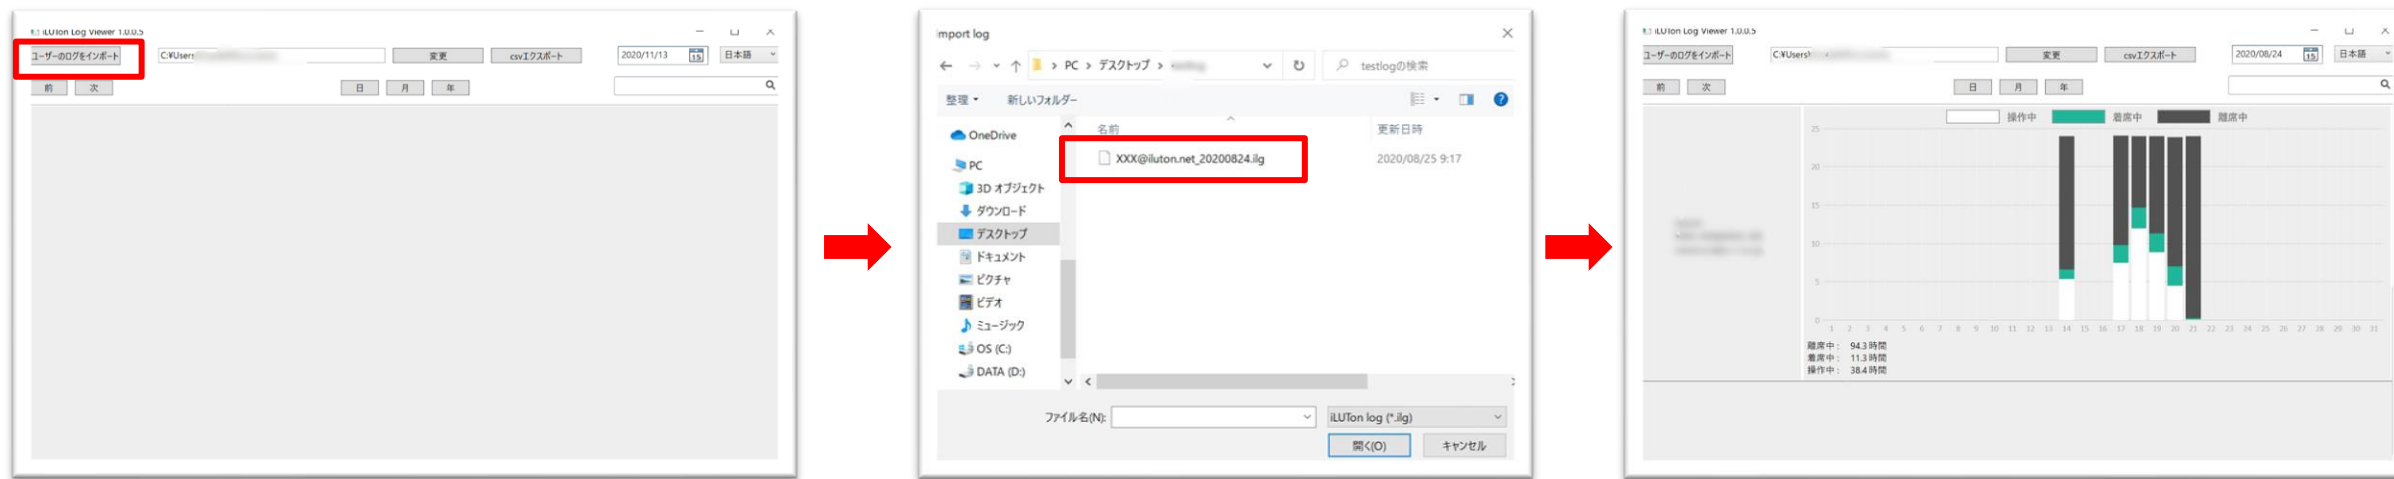 iLUTon Log Viewer 1.0.0.5
ユーザーのログをインポート C:¥Users 変更 csvエクスポート 2020/11/13 15 日本語
前 次 日 月 年
mport log
PC デスクトップ testlogの検索
整理 新しいフォルダー
名前 更新日時
XXX@iluton.net_20200824.ilg 2020/08/25 9:17
OneDrive
PC
3D オブジェクト
ダウンロード
デスクトップ
ドキュメント
ピクチャ
ビデオ
ミュージック
OS (C:)
DATA (D:)
ファイル名(N): iLUTon log (*.ilg)
開く(O) キャンセル
iLUTon Log Viewer 1.0.0.5
ユーザーのログをインポート C:¥Users 変更 csvエクスポート 2020/08/24 15 日本語
前 次 日 月 年
操作中 着席中 離席中
25
20
15
10
5
0
1 2 3 4 5 6 7 8 9 10 11 12 13 14 15 16 17 18 19 20 21 22 23 24 25 26 27 28 29 30 31
離席中: 94.3 時間
着席中: 11.3 時間
操作中: 38.4 時間